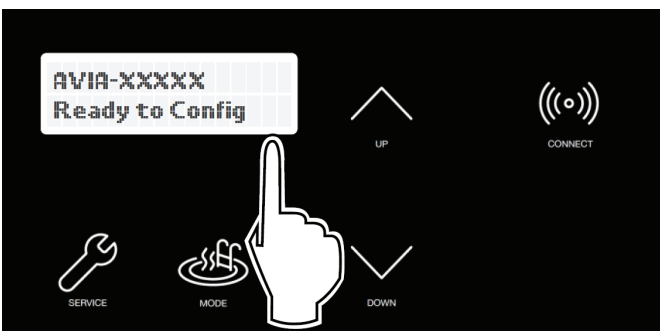 AVIA-XXXXX
Ready to Config
UP
CONNECT
SERVICE
MODE
DOWN